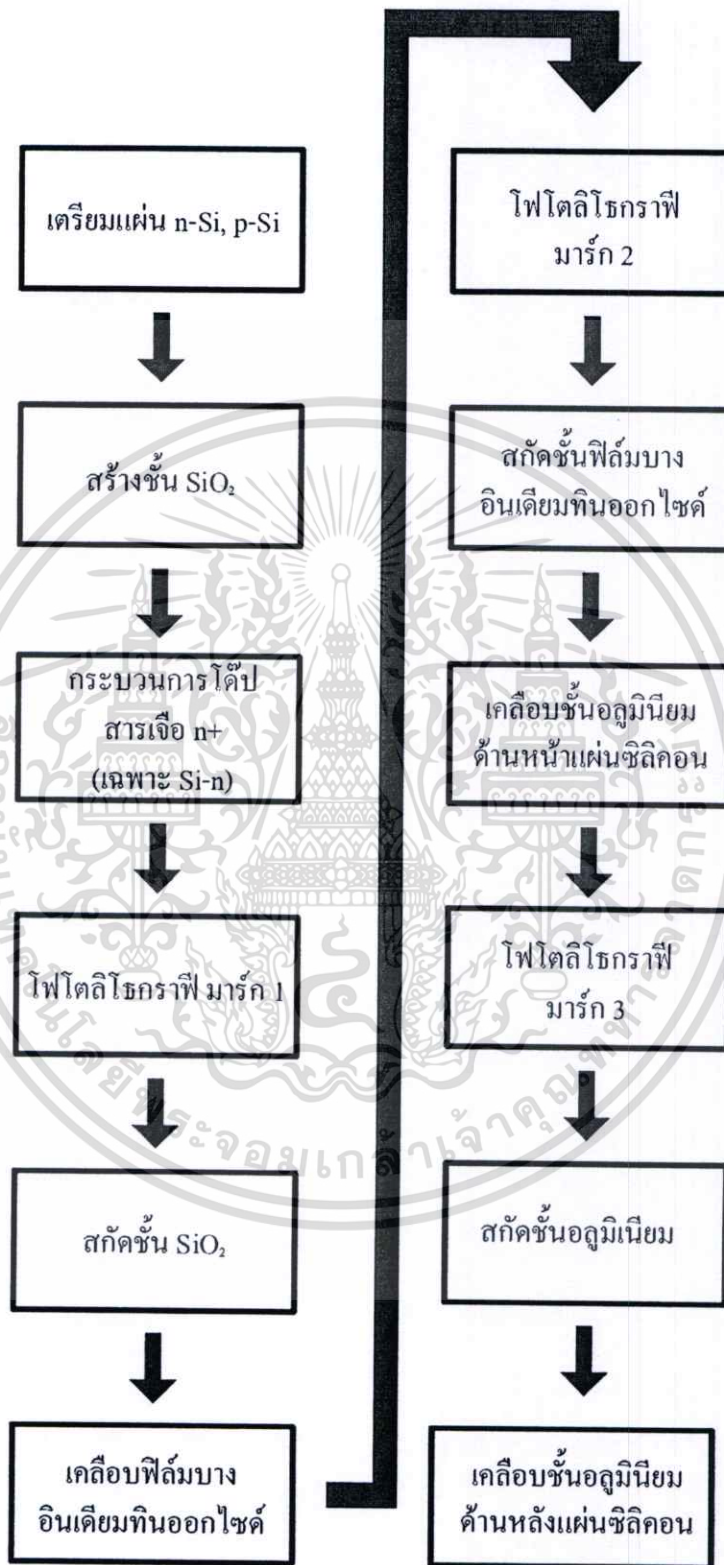 เตรียมแผ่น n-Si, p-Si
สร้างชั้น SiO₂
กระบวนการโด๊ป
สารเจือ n+
(เฉพาะ Si-n)
โฟโตลิโธกราฟี มาร์ก 1
สกัดชั้น SiO₂
เคลือบฟิล์มบาง
อินเดียมทินออกไซด์
โฟโตลิโธกราฟี
มาร์ก 2
สกัดชั้นฟิล์มบาง
อินเดียมทินออกไซค์
เคลือบชั้นอลูมินียม
ด้านหน้าแผ่นซิลิคอน
โฟโตลิโธกราฟี
มาร์ก 3
สกัดชั้นอลูมิเนียม
เคลือบชั้นอลูมินียม
ด้านหลังแผ่นซิลิคอน